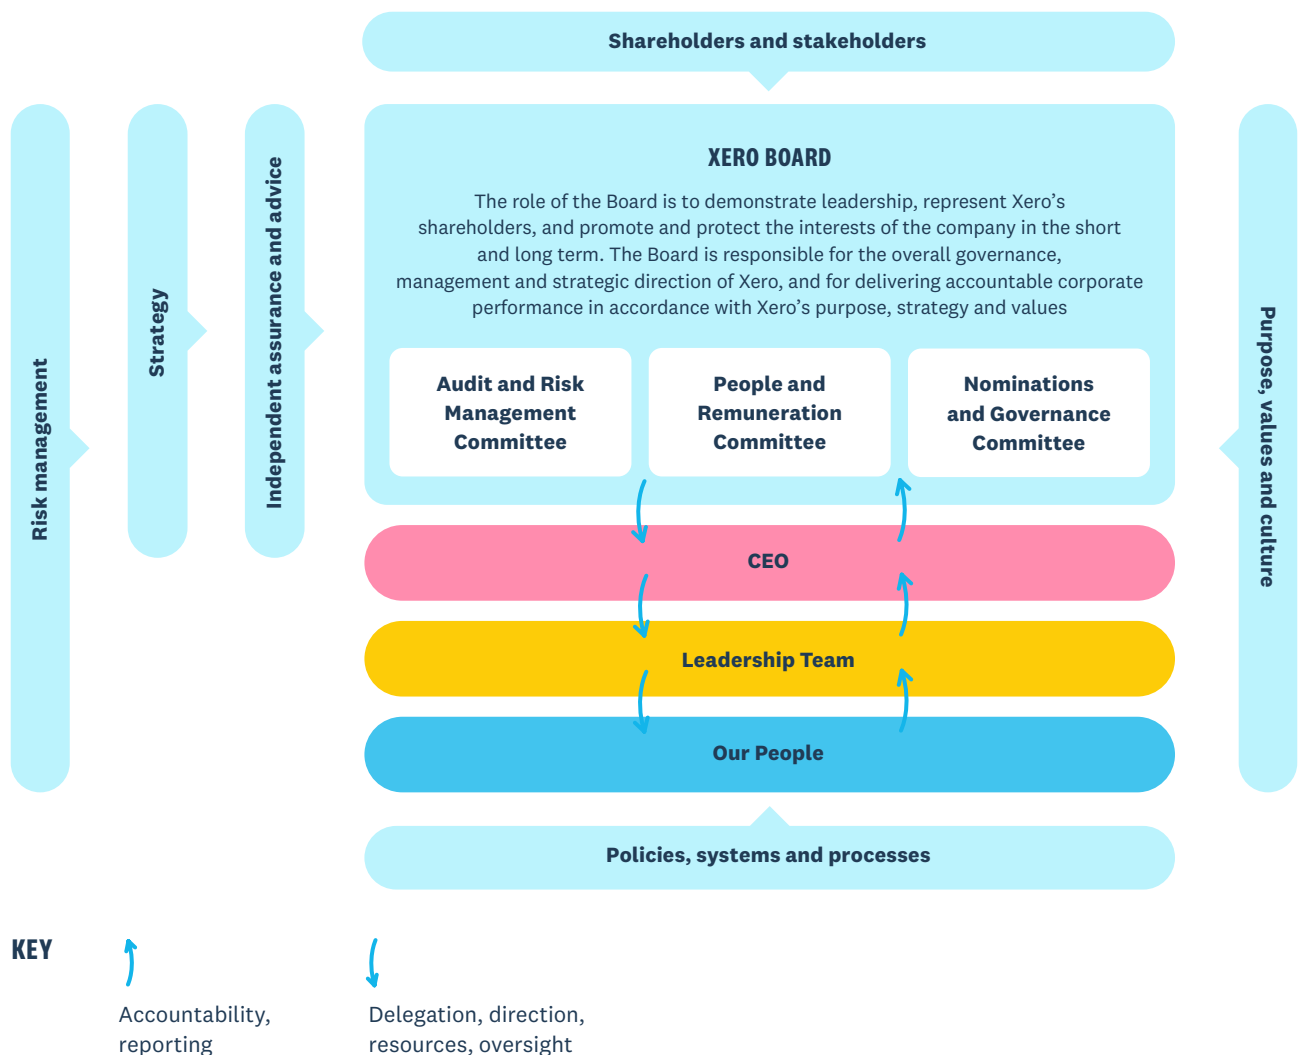 Shareholders and stakeholders
Risk management
Strategy
Independent assurance and advice
XERO BOARD
The role of the Board is to demonstrate leadership, represent Xero’s
shareholders, and promote and protect the interests of the company in the short
and long term. The Board is responsible for the overall governance,
management and strategic direction of Xero, and for delivering accountable corporate
performance in accordance with Xero’s purpose, strategy and values
Audit and Risk
Management
Committee
People and
Remuneration
Committee
Nominations
and Governance
Committee
Purpose, values and culture
CEO
Leadership Team
Our People
Policies, systems and processes
KEY
Accountability,
reporting
Delegation, direction,
resources, oversight